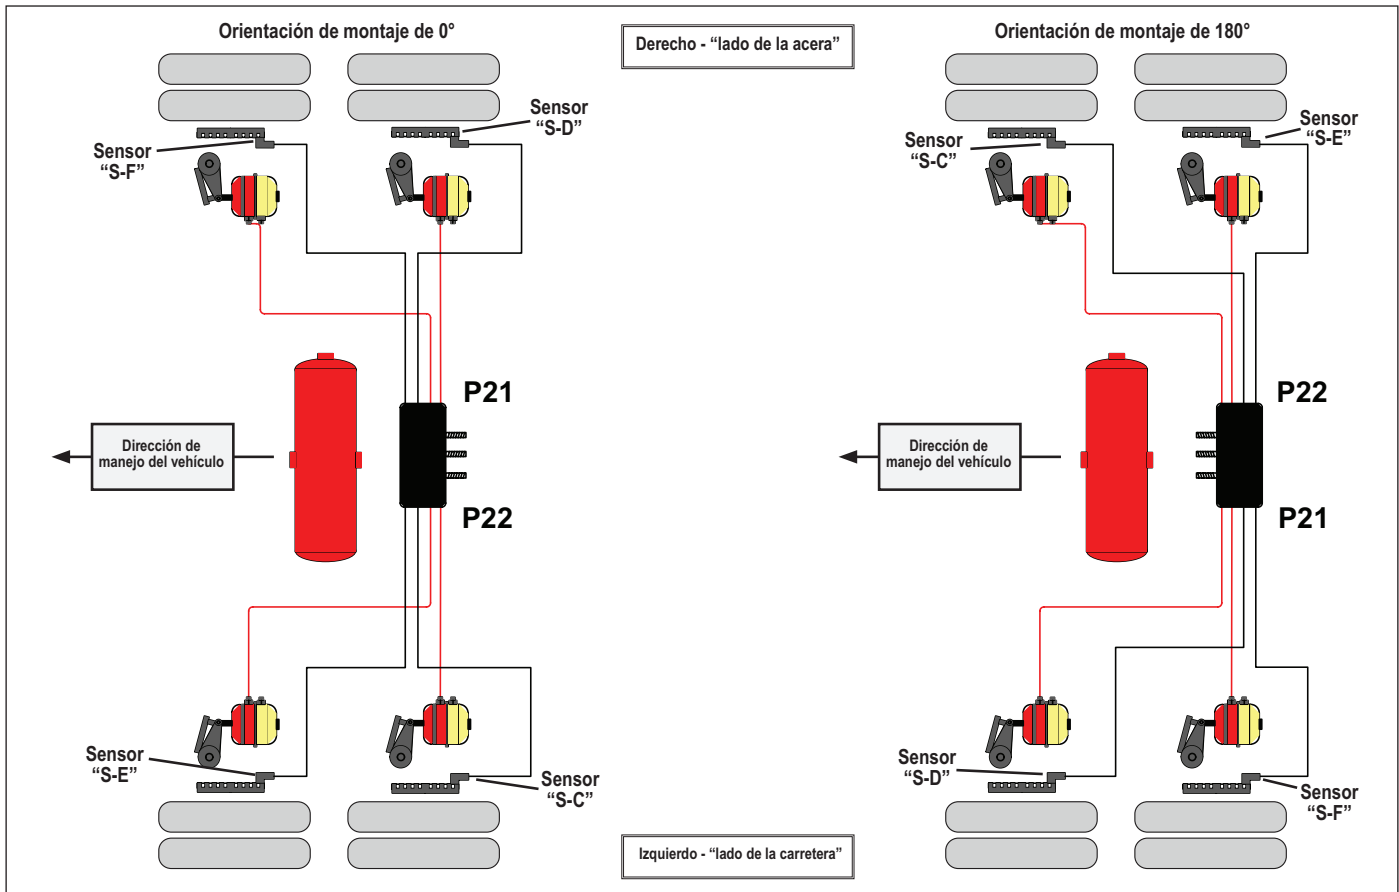 Orientación de montaje de 0°
Derecho - “lado de la acera”
Orientación de montaje de 180°
Sensor
“S-D”
Sensor
“S-F”
Sensor
“S-E”
Sensor
“S-C”
P21
P22
Dirección de
manejo del vehículo
Dirección de
manejo del vehículo
P22
P21
Sensor
“S-E”
Sensor
“S-C”
Sensor
“S-D”
Sensor
“S-F”
Izquierdo - “lado de la carretera”